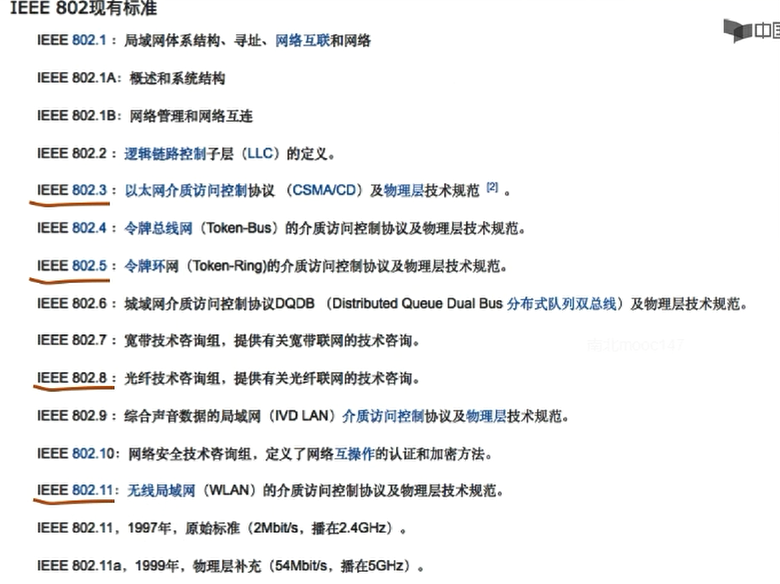 IEEE 802现有标准
中国
IEEE 802.1：局域网体系结构、寻址、网络互联和网络
IEEE 802.1A：概述和系统结构
IEEE 802.1B：网络管理和网络互连
IEEE 802.2：逻辑链路控制子层（LLC）的定义。
IEEE 802.3：以太网介质访问控制协议 （CSMA/CD）及物理层技术规范 [2] 。
IEEE 802.4：令牌总线网（Token-Bus）的介质访问控制协议及物理层技术规范。
IEEE 802.5：令牌环网（Token-Ring)的介质访问控制协议及物理层技术规范。
IEEE 802.6：城域网介质访问控制协议DQDB （Distributed Queue Dual Bus 分布式队列双总线）及物理层技术规范。
IEEE 802.7：宽带技术咨询组，提供有关宽带联网的技术咨询。
IEEE 802.8：光纤技术咨询组，提供有关光纤联网的技术咨询。
IEEE 802.9：综合声音数据的局域网（IVD LAN）介质访问控制协议及物理层技术规范。
IEEE 802.10：网络安全技术咨询组，定义了网络互操作的认证和加密方法。
IEEE 802.11：无线局域网（WLAN）的介质访问控制协议及物理层技术规范。
IEEE 802.11，1997年，原始标准（2Mbit/s，播在2.4GHz）。
IEEE 802.11a，1999年，物理层补充（54Mbit/s，播在5GHz）。